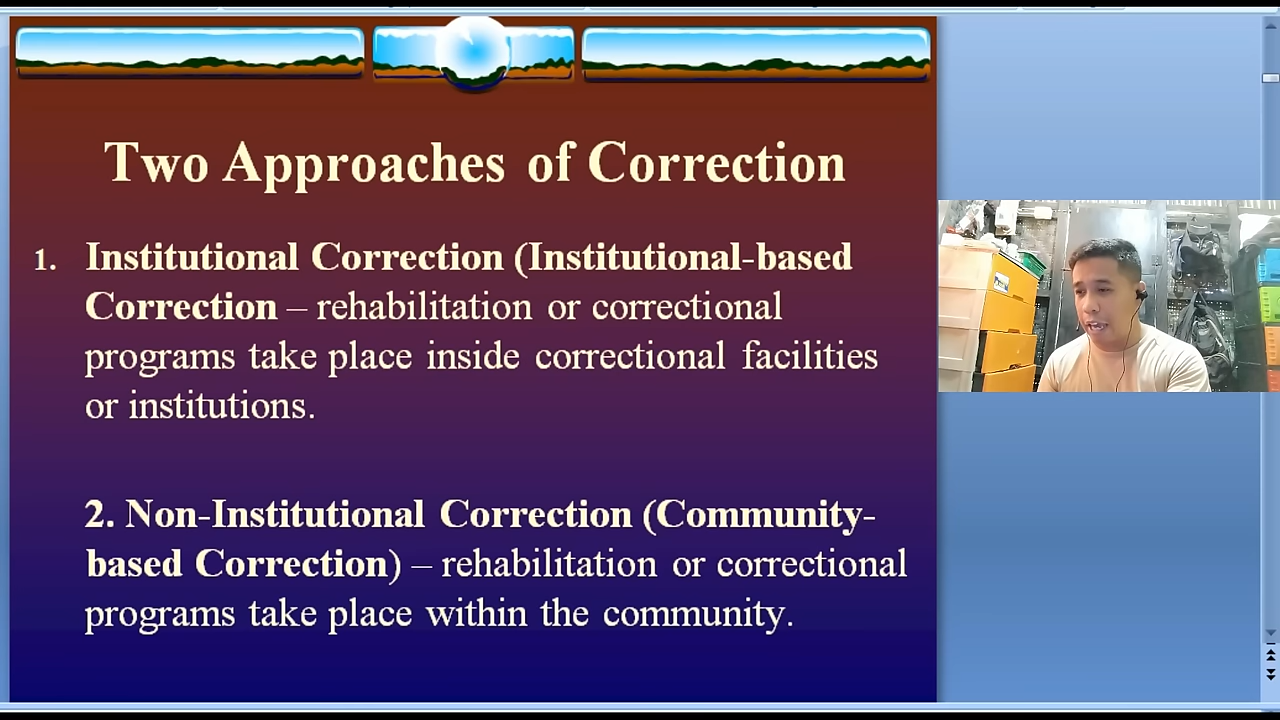 Two Approaches of Correction
1. Institutional Correction (Institutional-based
Correction – rehabilitation or correctional
programs take place inside correctional facilities
or institutions.
2. Non-Institutional Correction (Community-
based Correction) – rehabilitation or correctional
programs take place within the community.